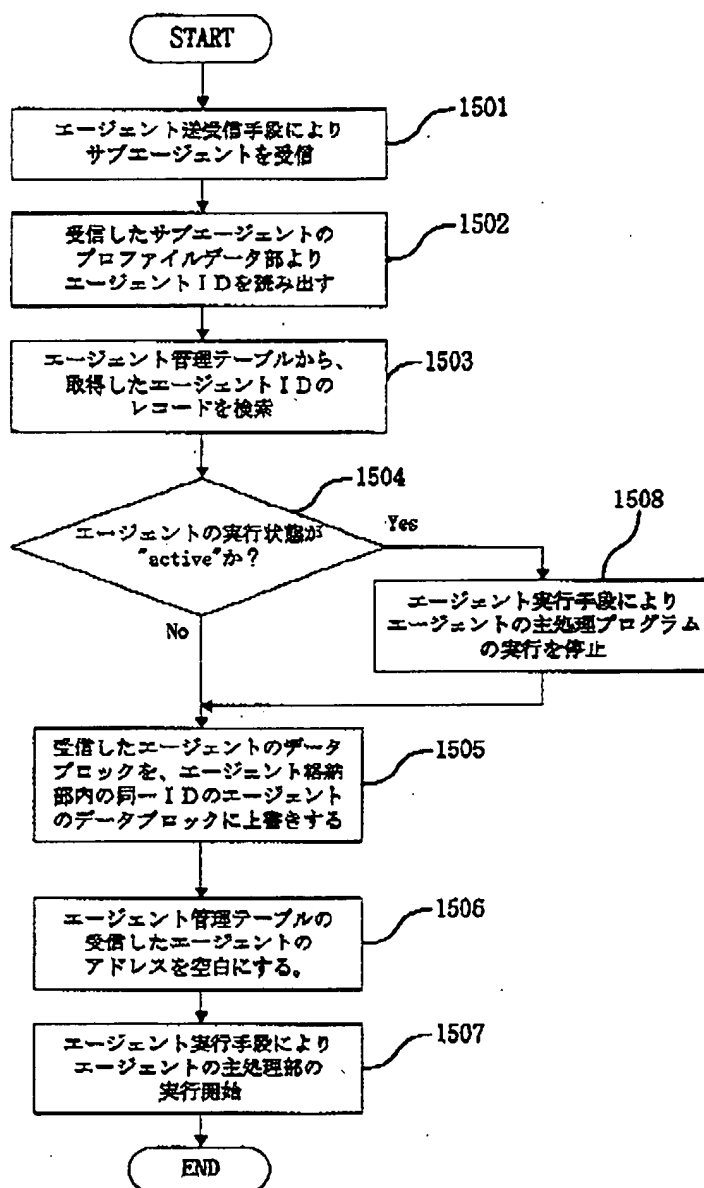 START
1501
エージェント送受信手段により
サブエージェントを受信
1502
受信したサブエージェントの
プロファイルデータ部より
エージェントIDを読み出す
1503
エージェント管理テーブルから、
取得したエージェントIDの
レコードを検索
1504
エージェントの実行状態が
"active"か?
Yes
No
1508
エージェント実行手段により
エージェントの主処理プログラム
の実行を停止
1505
受信したエージェントのデータ
ブロックを、エージェント格納
部内の同一IDのエージェント
のデータブロックに上書きする
1506
エージェント管理テーブルの
受信したエージェントの
アドレスを空白にする。
1507
エージェント実行手段により
エージェントの主処理部の
実行開始
END